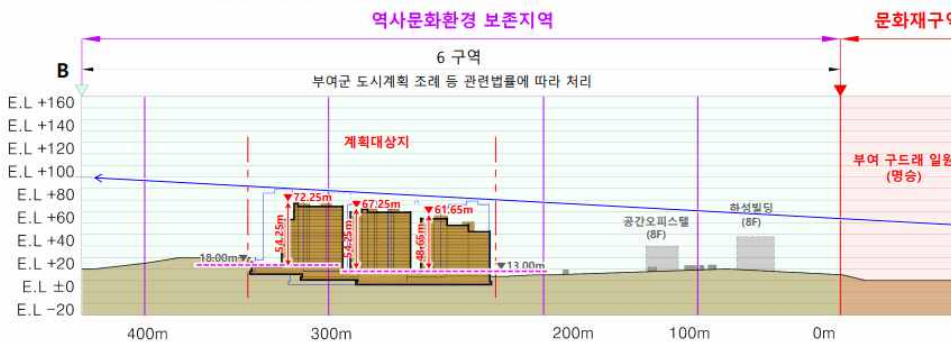 역사문화환경 보존지역
문화재구역
6 구역
B
부여군 도시계획 조례 등 관련법률에 따라 처리
E.L +160
E.L +140
E.L +120
E.L +100
E.L +80
E.L +60
E.L +40
E.L +20
E.L ±0
E.L -20
계획대상지
부여 구드래 일원
(명승)
72.25m
67.25m
61.65m
54.25m
54.25m
48.65m
18.00m
13.00m
공간오피스텔
(8F)
하성빌딩
(8F)
400m
300m
200m
100m
0m